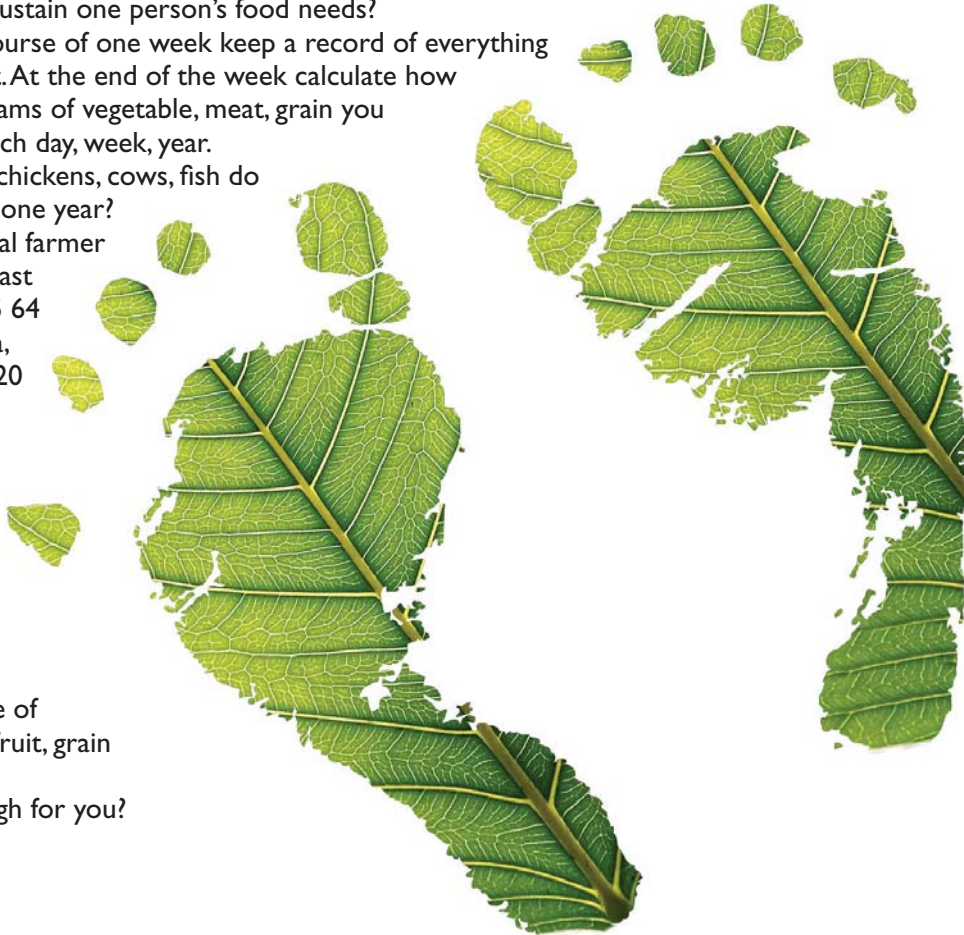 ustain one person's food needs?
ourse of one week keep a record of everything
t. At the end of the week calculate how
ams of vegetable, meat, grain you
ch day, week, year.
chickens, cows, fish do
one year?
al farmer
ast
64
a,
20
e of
fruit, grain
gh for you?